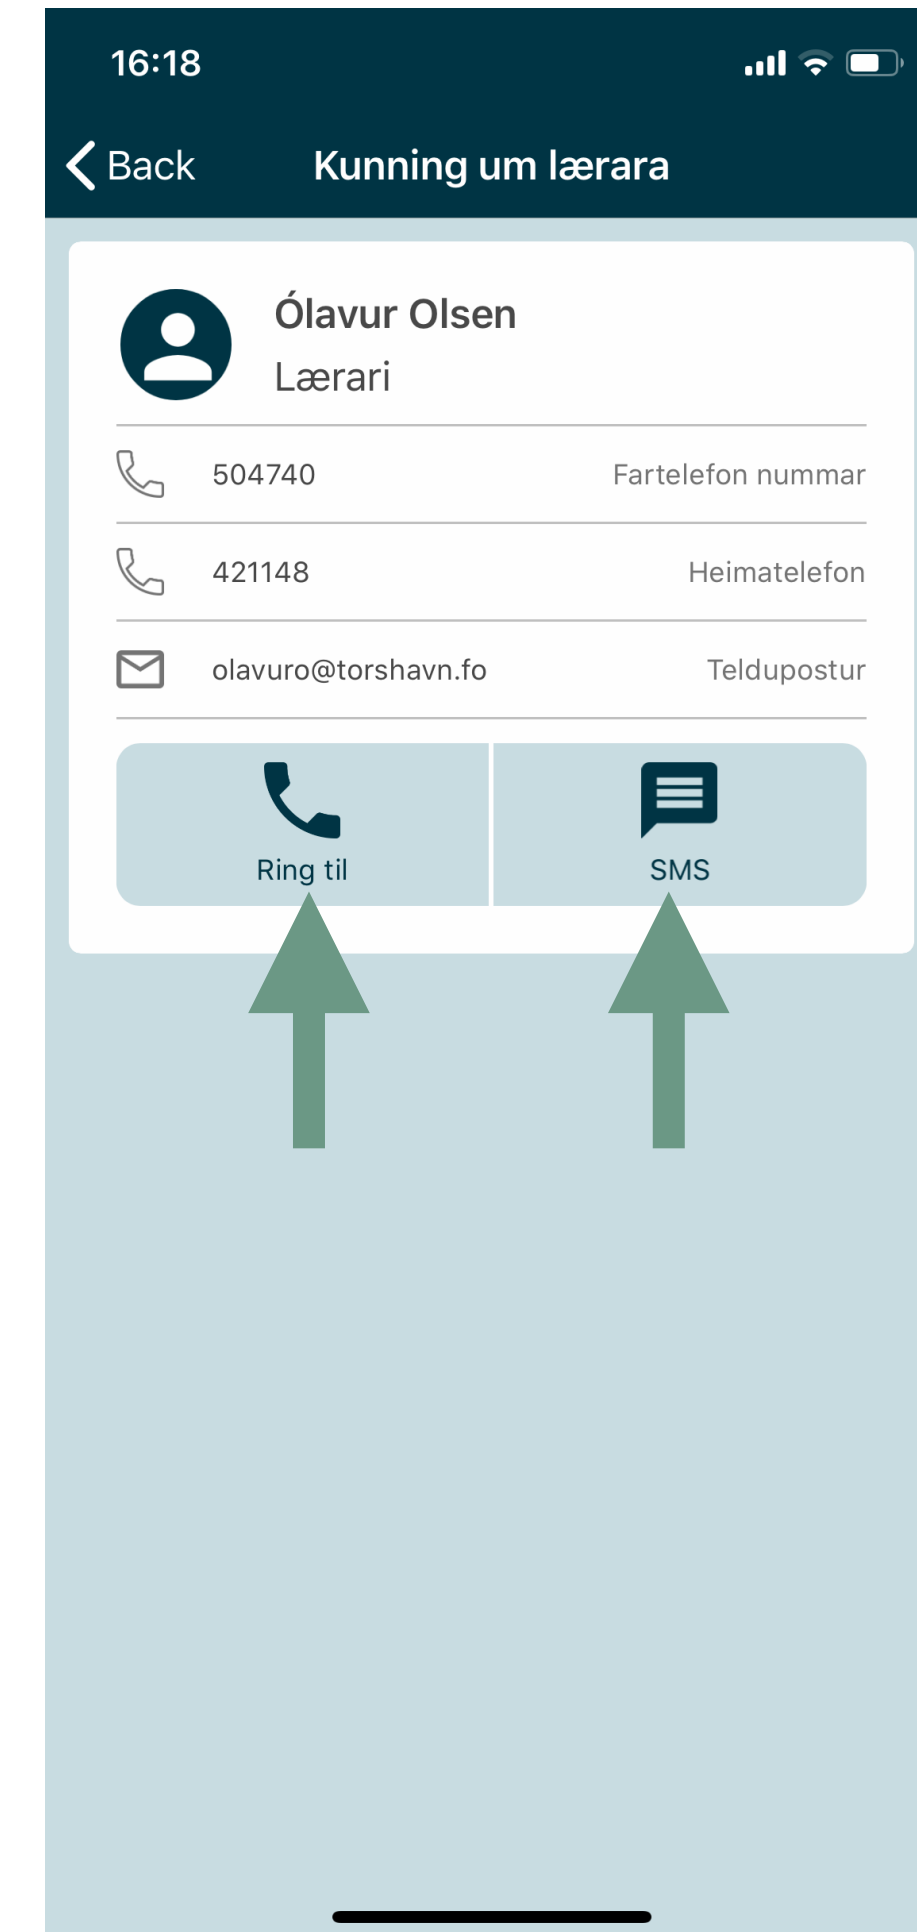 16:18
Back
Kunning um lærara
Ólavur Olsen
Lærari
504740 Fartelefon nummar
421148 Heimatelefon
olavuro@torshavn.fo Teldupostur
Ring til SMS